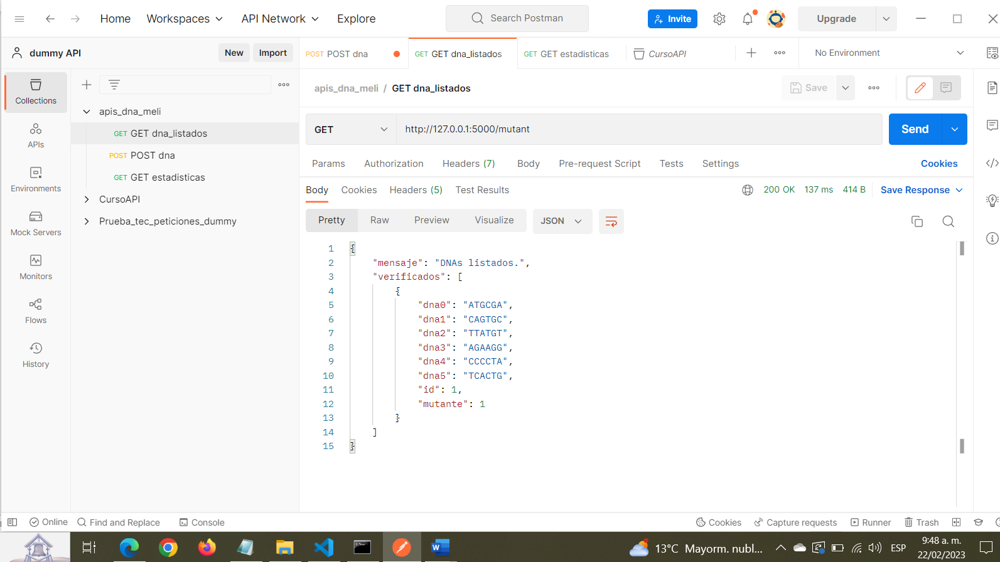 Home Workspaces API Network Explore Search Postman Invite Upgrade
dummy API New Import POST POST dna GET GET dna_listados GET GET estadisticas CursoAPI No Environment
Collections
APIs
Environments
Mock Servers
Monitors
Flows
History
apis_dna_meli
GET GET dna_listados
POST POST dna
GET GET estadisticas
CursoAPI
Prueba_tec_peticiones_dummy
apis_dna_meli / GET dna_listados Save
GET http://127.0.0.1:5000/mutant Send
Params Authorization Headers (7) Body Pre-request Script Tests Settings Cookies
Body Cookies Headers (5) Test Results 200 OK 137 ms 414 B Save Response
Pretty Raw Preview Visualize JSON
1 {
2 "mensaje": "DNAs listados.",
3 "verificados": [
4 {
5 "dna0": "ATGCGA",
6 "dna1": "CAGTGC",
7 "dna2": "TTATGT",
8 "dna3": "AGAAGG",
9 "dna4": "CCCCTA",
10 "dna5": "TCACTG",
11 "id": 1,
12 "mutante": 1
13 }
14 ]
15 }
Online Find and Replace Console Cookies Capture requests Runner Trash
13°C Mayorm. nubl... ESP 9:48 a. m.
22/02/2023